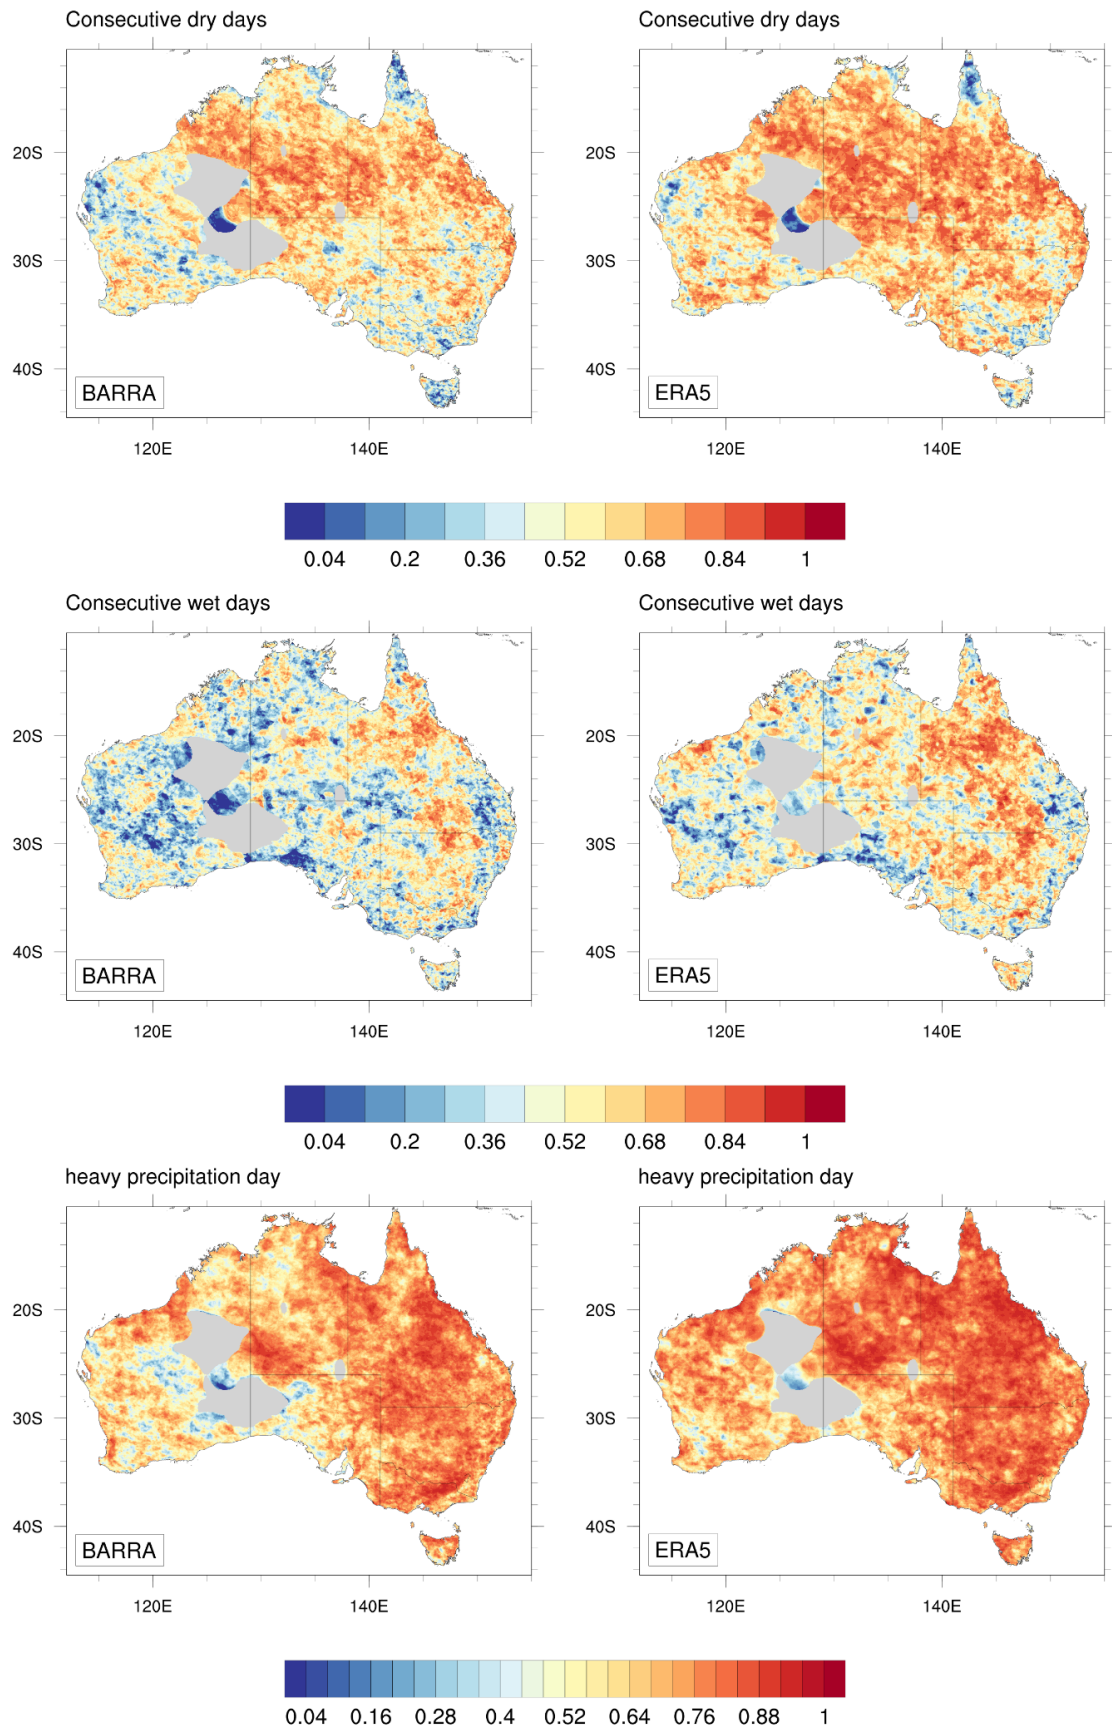 Consecutive dry days Consecutive dry days
20S 20S
30S 30S
40S 40S
BARRA ERA5
120E 140E 120E 140E
0.04 0.2 0.36 0.52 0.68 0.84 1
Consecutive wet days Consecutive wet days
20S 20S
30S 30S
40S 40S
BARRA ERA5
120E 140E 120E 140E
0.04 0.2 0.36 0.52 0.68 0.84 1
heavy precipitation day heavy precipitation day
20S 20S
30S 30S
40S 40S
BARRA ERA5
120E 140E 120E 140E
0.04 0.16 0.28 0.4 0.52 0.64 0.76 0.88 1